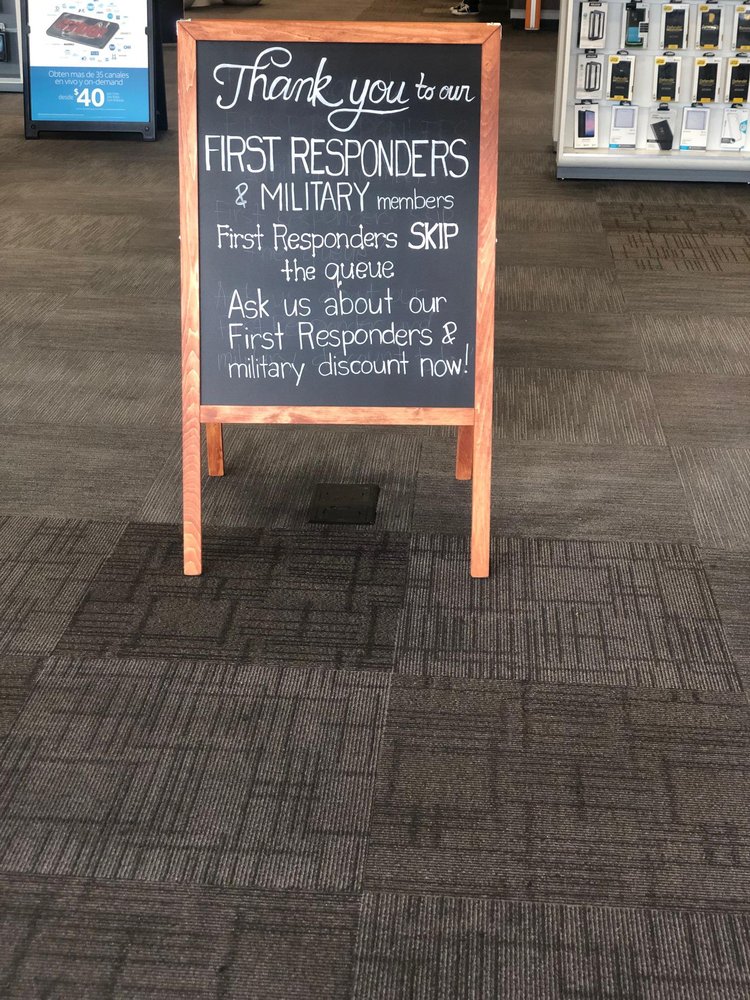 Obten mas de 35 canales
en vivo y on-demand
desde $40
Thank you to our
FIRST RESPONDERS
& MILITARY members
First Responders SKIP
the queue
Ask us about our
First Responders &
military discount now!